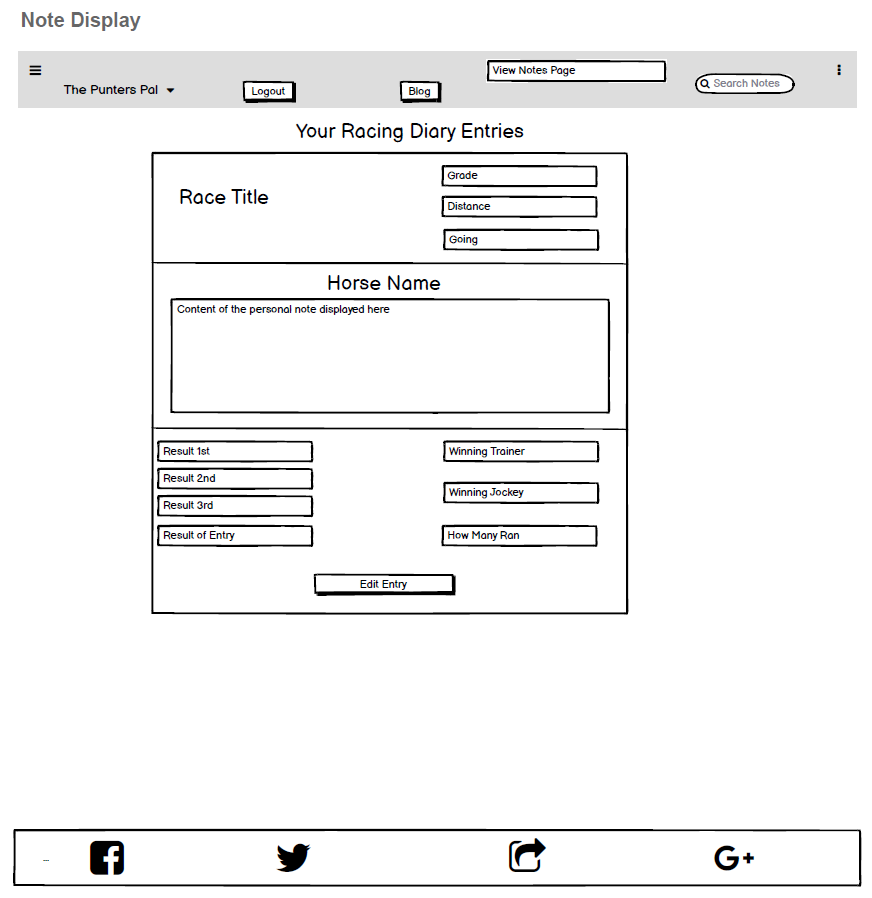 Note Display
View Notes Page
The Punters Pal
Logout
Blog
Search Notes
Your Racing Diary Entries
Race Title
Grade
Distance
Going
Horse Name
Content of the personal note displayed here
Result 1st
Result 2nd
Result 3rd
Result of Entry
Winning Trainer
Winning Jockey
How Many Ran
Edit Entry
G+